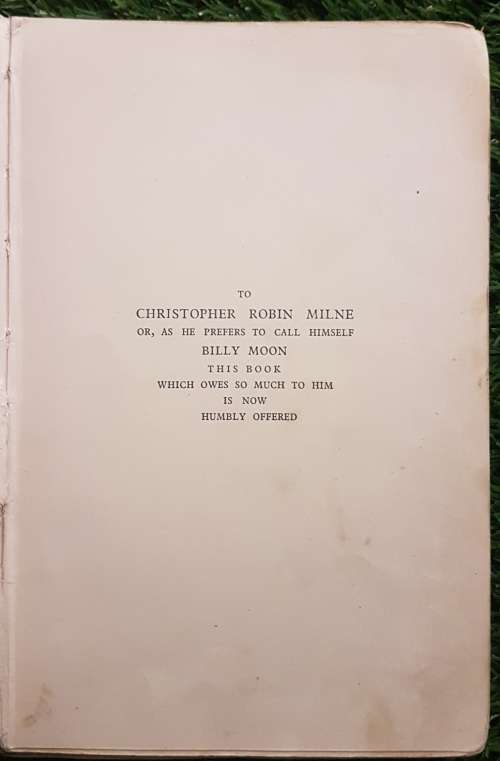 TO
CHRISTOPHER ROBIN MILNE
OR, AS HE PREFERS TO CALL HIMSELF
BILLY MOON
THIS BOOK
WHICH OWES SO MUCH TO HIM
IS NOW
HUMBLY OFFERED